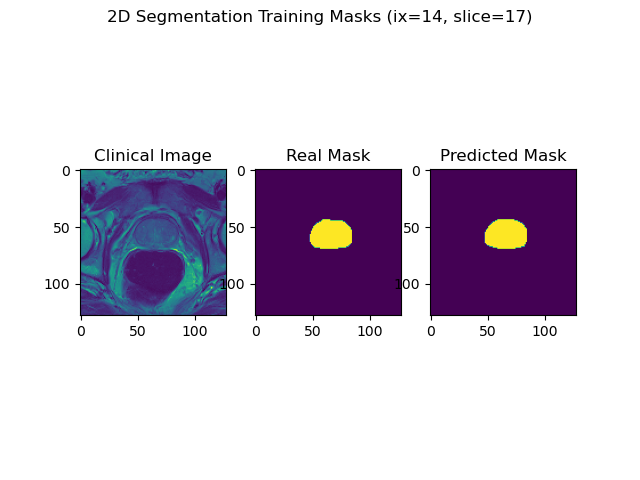 2D Segmentation Training Masks (ix=14, slice=17)
Clinical Image Real Mask Predicted Mask
0 0 0
50 50 50
100 100 100
0 50 100 0 50 100 0 50 100